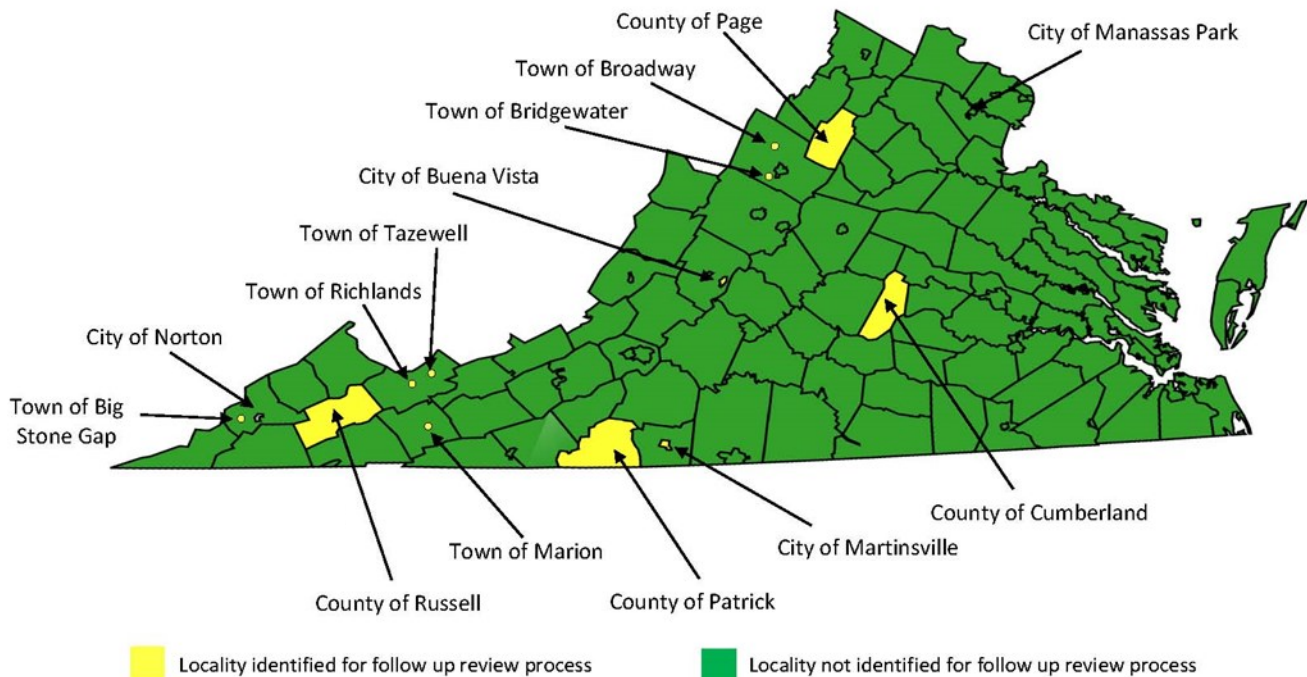 County of Page
City of Manassas Park
Town of Broadway
Town of Bridgewater
City of Buena Vista
Town of Tazewell
Town of Richlands
City of Norton
Town of Big
Stone Gap
County of Cumberland
City of Martinsville
Town of Marion
County of Russell
County of Patrick
Locality identified for follow up review process
Locality not identified for follow up review process